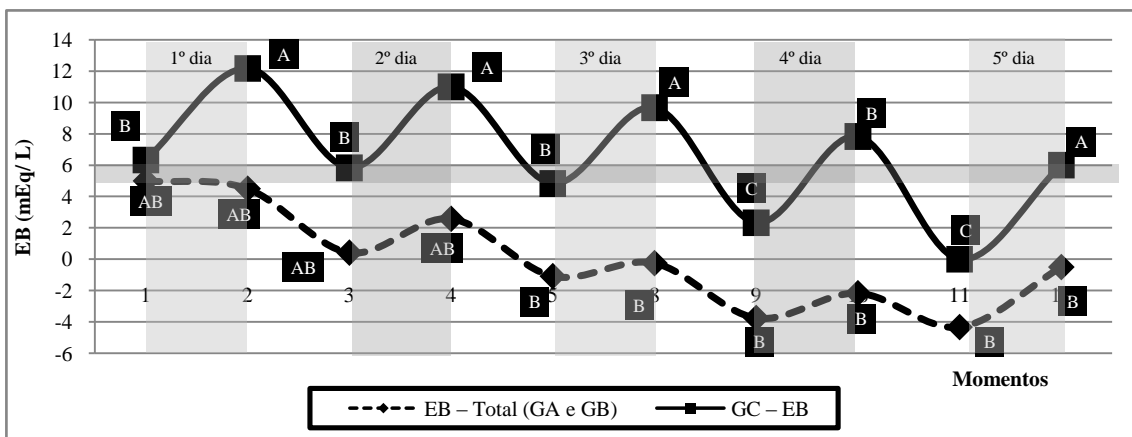 14
12
10
8
6
4
2
0
-2
-4
-6
EB (mEq/ L)
1º dia
2º dia
3º dia
4º dia
5º dia
B
A
B
A
B
A
C
B
C
A
AB
AB
AB
AB
B
B
B
B
B
B
1
2
3
4
5
8
9
11
Momentos
EB – Total (GA e GB)
GC – EB